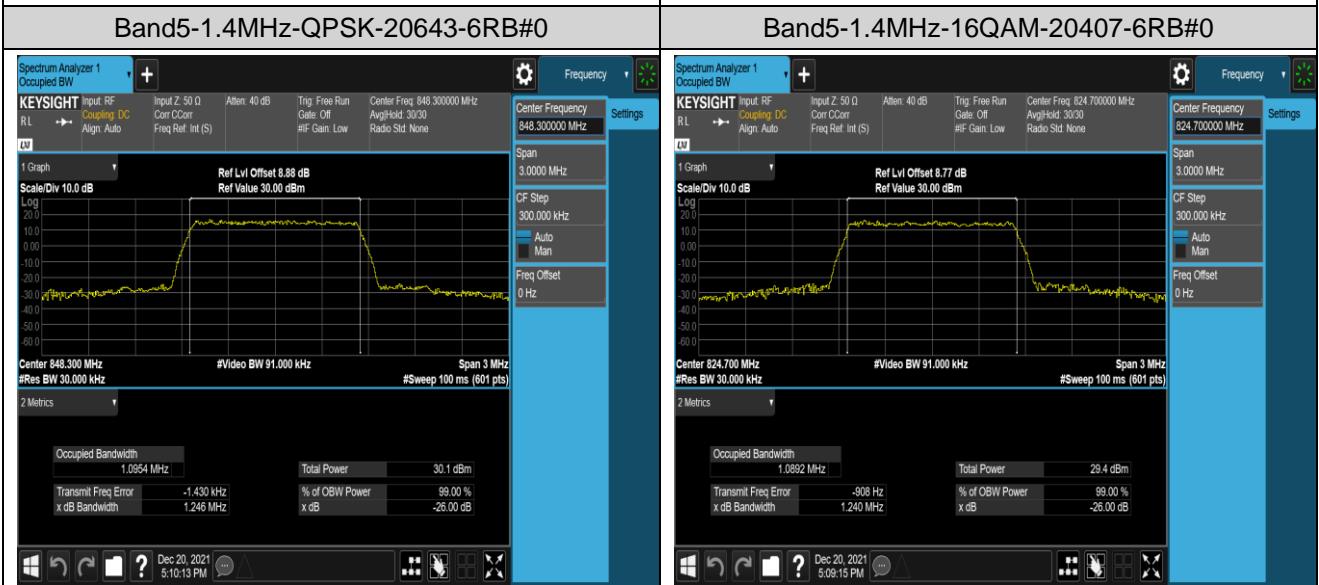 Band5-1.4MHz-QPSK-20643-6RB#0
Spectrum Analyzer 1
Occupied BW
+
Frequency
KEYSIGHT
RL
LXI
Input: RF
Coupling: DC
Align: Auto
Input Z: 50 Ω
Corr CCorr
Freq Ref: Int (S)
Atten: 40 dB
Trig: Free Run
Gate: Off
#IF Gain: Low
Center Freq: 848.300000 MHz
Avg|Hold: 30/30
Radio Std: None
Center Frequency
848.300000 MHz
Settings
Span
3.0000 MHz
CF Step
300.000 kHz
Auto
Man
Freq Offset
0 Hz
1 Graph
Scale/Div 10.0 dB
Ref Lvl Offset 8.88 dB
Ref Value 30.00 dBm
Log
20.0
10.0
0.00
-10.0
-20.0
-30.0
-40.0
-50.0
-60.0
Center 848.300 MHz
#Video BW 91.000 kHz
Span 3 MHz
#Res BW 30.000 kHz
#Sweep 100 ms (601 pts)
2 Metrics
Occupied Bandwidth
1.0954 MHz
Total Power 30.1 dBm
Transmit Freq Error -1.430 kHz
% of OBW Power 99.00 %
x dB Bandwidth 1.246 MHz
x dB -26.00 dB
?
Dec 20, 2021
5:10:13 PM
Band5-1.4MHz-16QAM-20407-6RB#0
Spectrum Analyzer 1
Occupied BW
+
Frequency
KEYSIGHT
RL
LXI
Input: RF
Coupling: DC
Align: Auto
Input Z: 50 Ω
Corr CCorr
Freq Ref: Int (S)
Atten: 40 dB
Trig: Free Run
Gate: Off
#IF Gain: Low
Center Freq: 824.700000 MHz
Avg|Hold: 30/30
Radio Std: None
Center Frequency
824.700000 MHz
Settings
Span
3.0000 MHz
CF Step
300.000 kHz
Auto
Man
Freq Offset
0 Hz
1 Graph
Scale/Div 10.0 dB
Ref Lvl Offset 8.77 dB
Ref Value 30.00 dBm
Log
20.0
10.0
0.00
-10.0
-20.0
-30.0
-40.0
-50.0
-60.0
Center 824.700 MHz
#Video BW 91.000 kHz
Span 3 MHz
#Res BW 30.000 kHz
#Sweep 100 ms (601 pts)
2 Metrics
Occupied Bandwidth
1.0892 MHz
Total Power 29.4 dBm
Transmit Freq Error -908 Hz
% of OBW Power 99.00 %
x dB Bandwidth 1.240 MHz
x dB -26.00 dB
?
Dec 20, 2021
5:09:15 PM